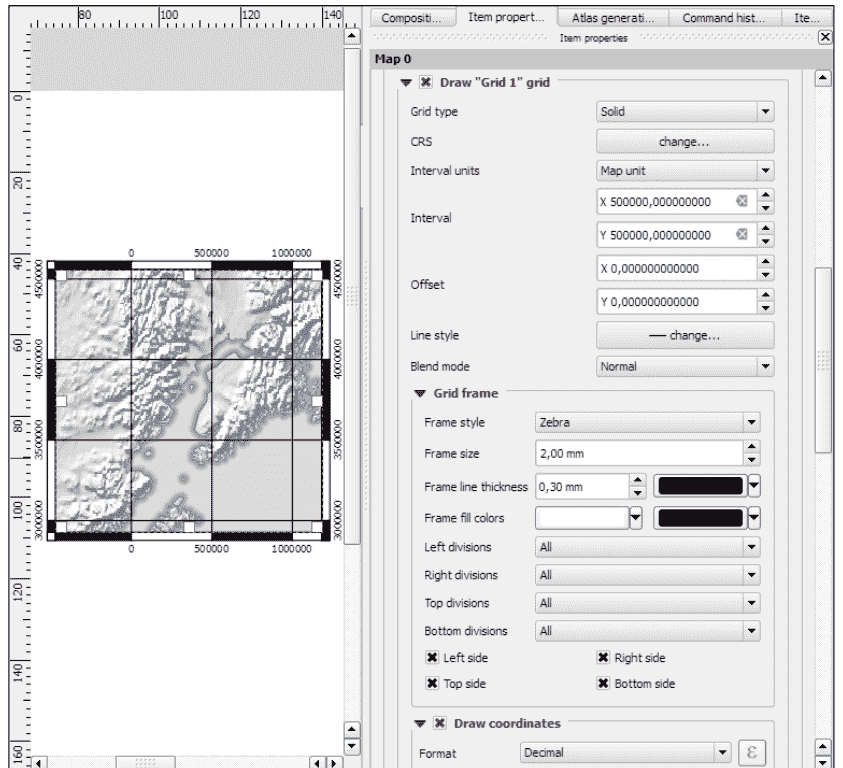 80 100 120 140
Compositi... Item propert... Atlas generati... Command hist... Ite...
Item properties
Map 0
Draw "Grid 1" grid
Grid type Solid
CRS change...
Interval units Map unit
Interval X 500000,000000000
Y 500000,000000000
Offset X 0,000000000000
Y 0,000000000000
Line style change...
Blend mode Normal
Grid frame
Frame style Zebra
Frame size 2,00 mm
Frame line thickness 0,30 mm
Frame fill colors
Left divisions All
Right divisions All
Top divisions All
Bottom divisions All
Left side Right side
Top side Bottom side
Draw coordinates
Format Decimal ε
0
20
40
60
80
100
120
140
160
0 500000 1000000
4500000 4500000
4000000 4000000
3500000 3500000
3000000 3000000
0 500000 1000000